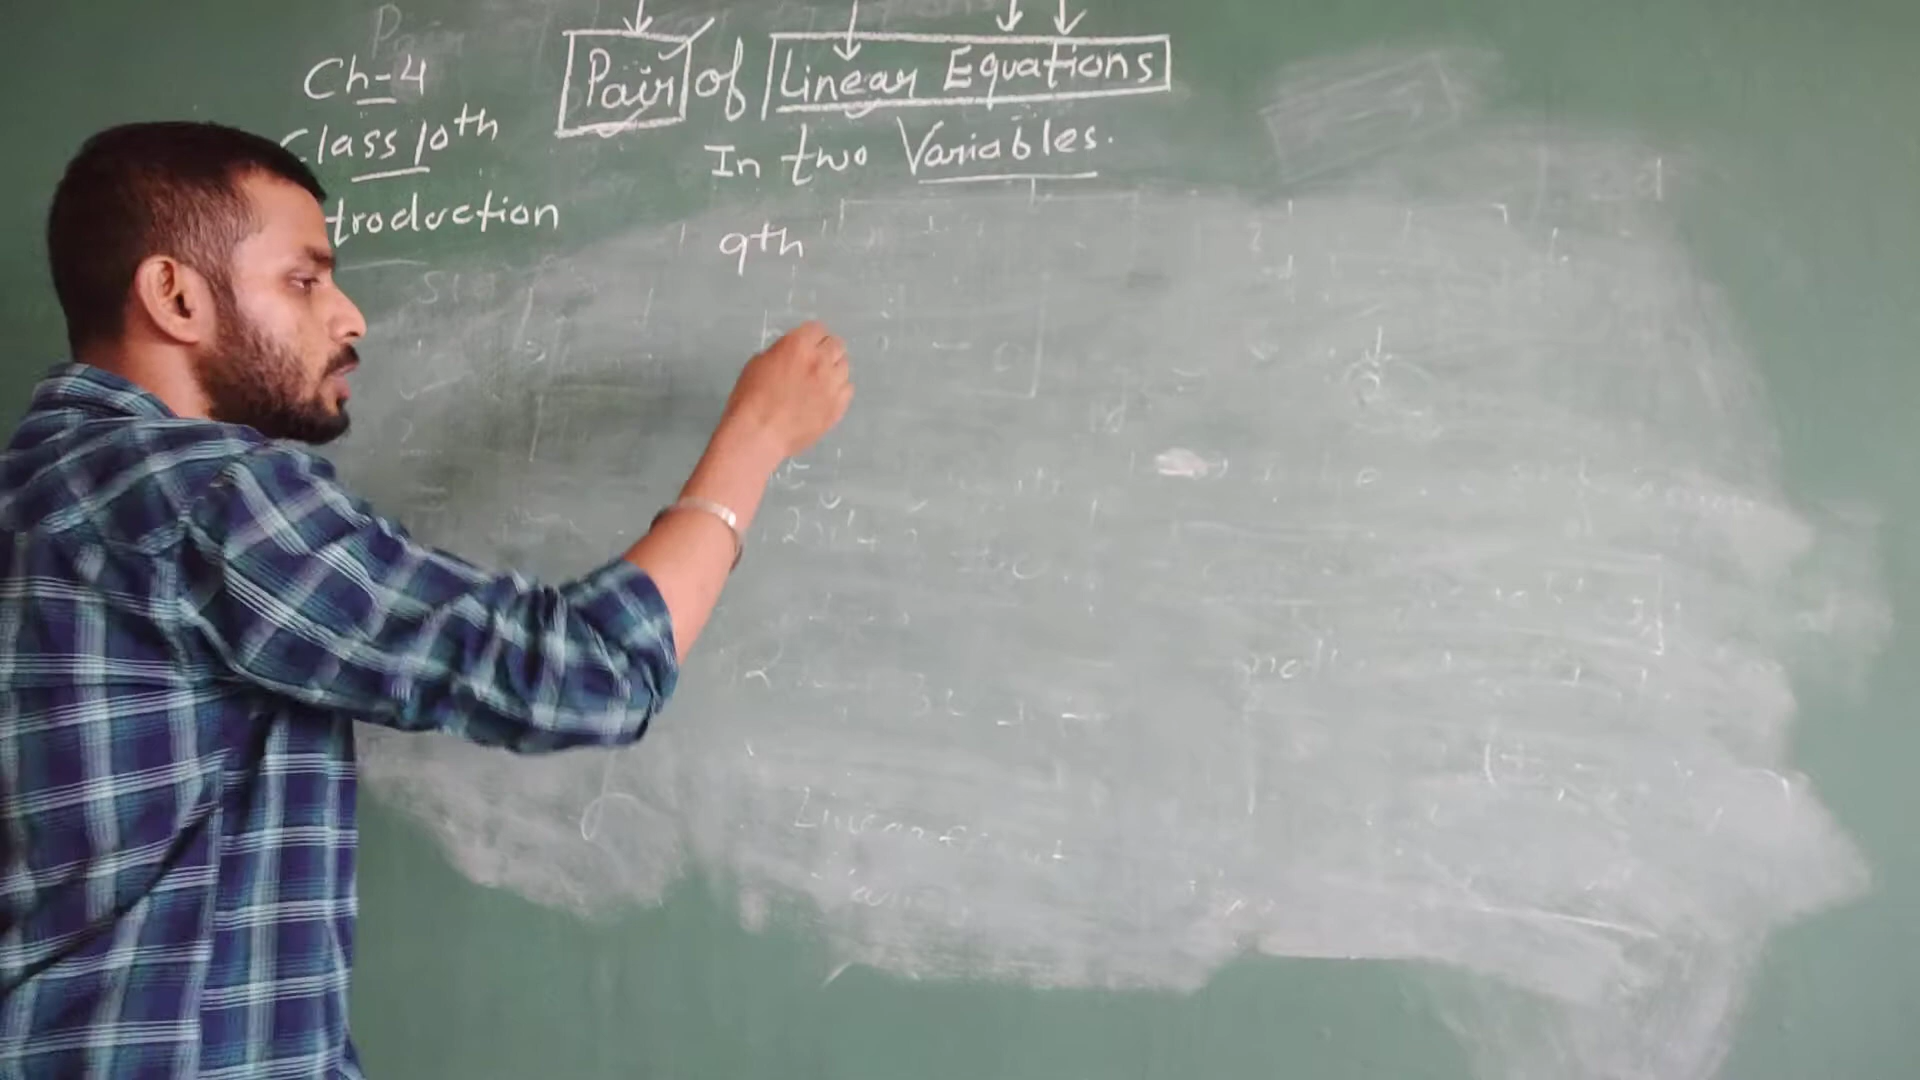 Ch-4
Class 10th
troduction
Pair of Linear Equations
In two Variables.
9th